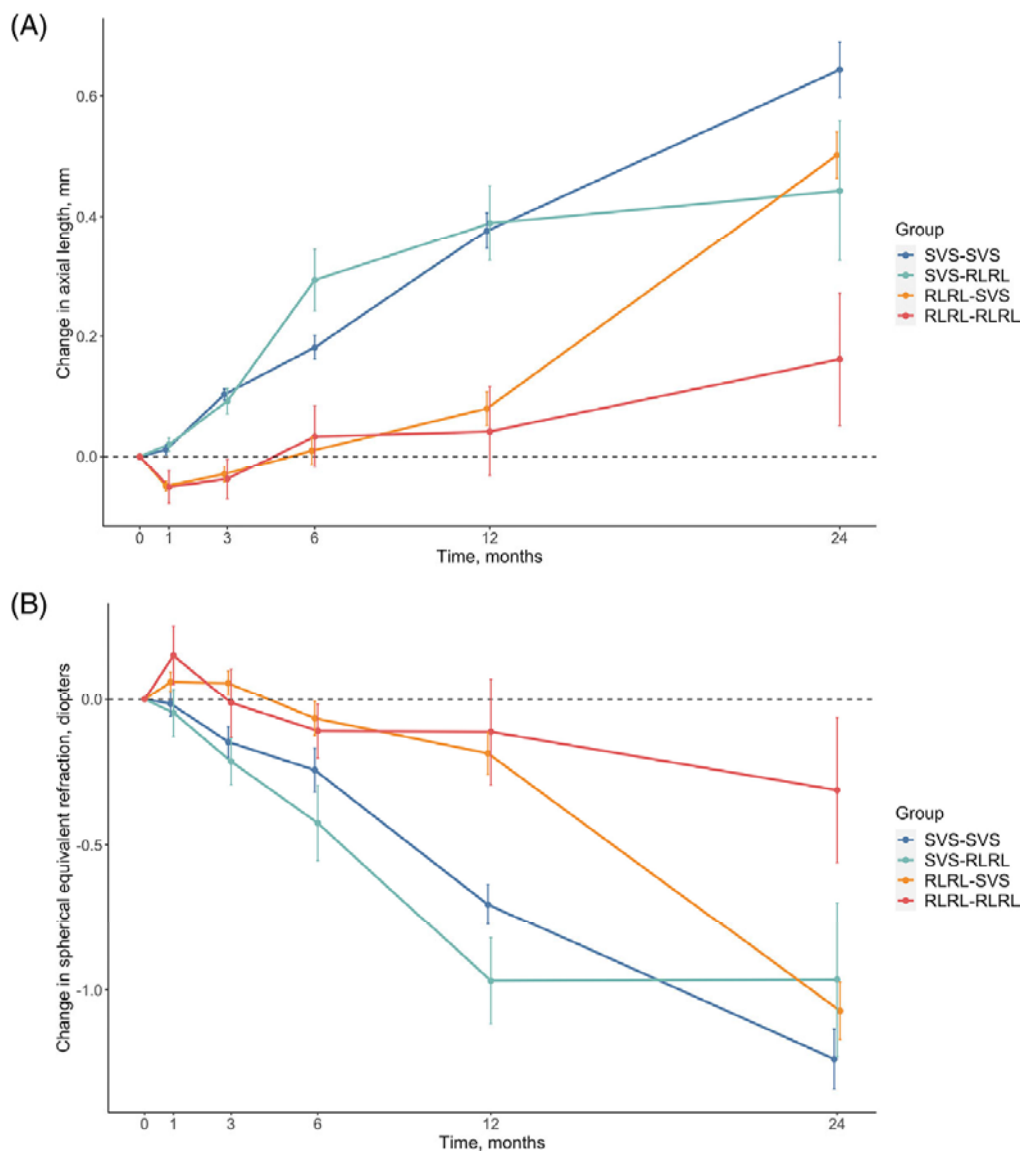 (A)
Change in axial length, mm
0.6
0.4
0.2
0.0
0 1 3 6 12 24
Time, months
Group
SVS-SVS
SVS-RLRL
RLRL-SVS
RLRL-RLRL
(B)
Change in spherical equivalent refraction, diopters
0.0
-0.5
-1.0
0 1 3 6 12 24
Time, months
Group
SVS-SVS
SVS-RLRL
RLRL-SVS
RLRL-RLRL